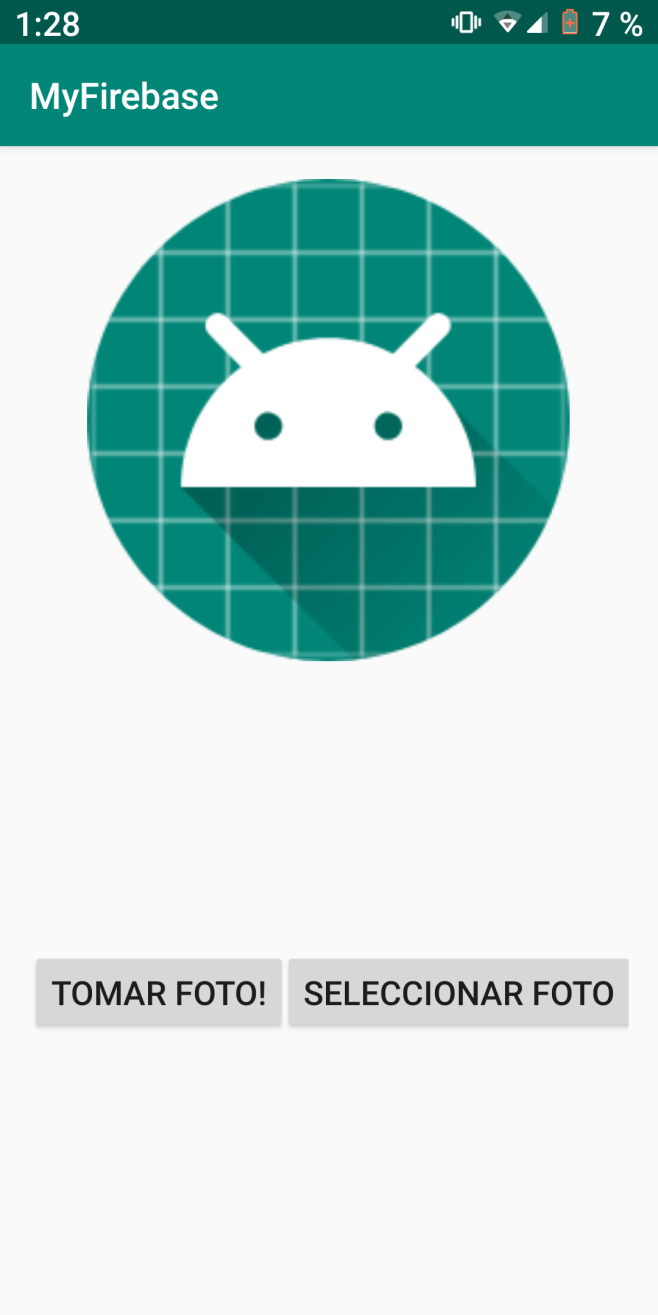 1:28 7 %
MyFirebase
TOMAR FOTO! SELECCIONAR FOTO